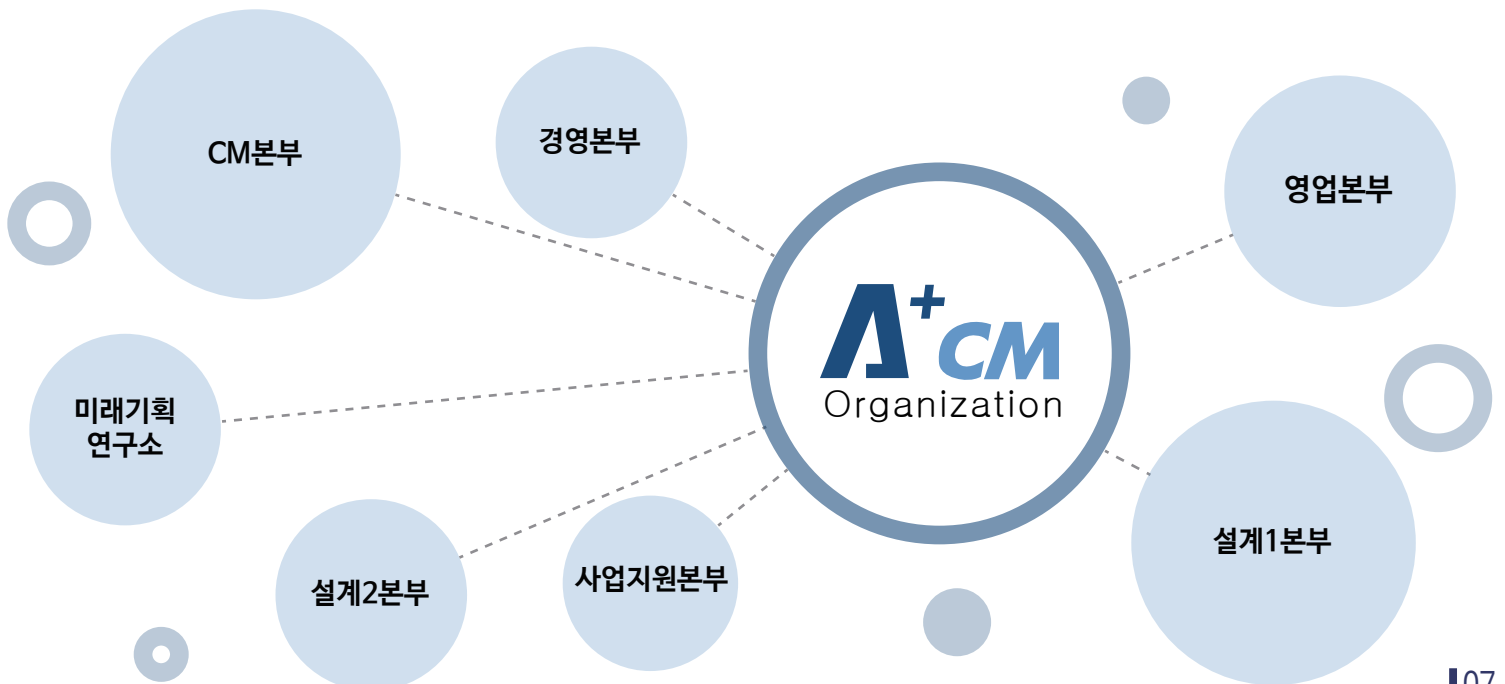 CM본부
경영본부
영업본부
A+CM
Organization
미래기획
연구소
설계1본부
설계2본부
사업지원본부
07